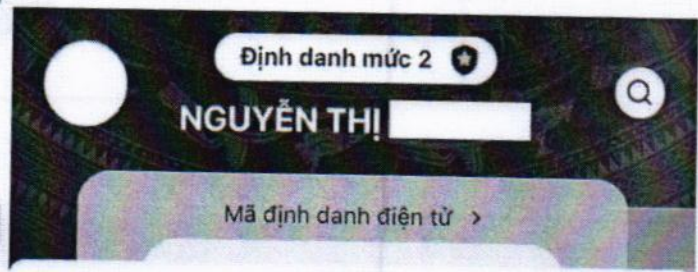 Định danh mức 2
NGUYỄN THỊ
Mã định danh điện tử >